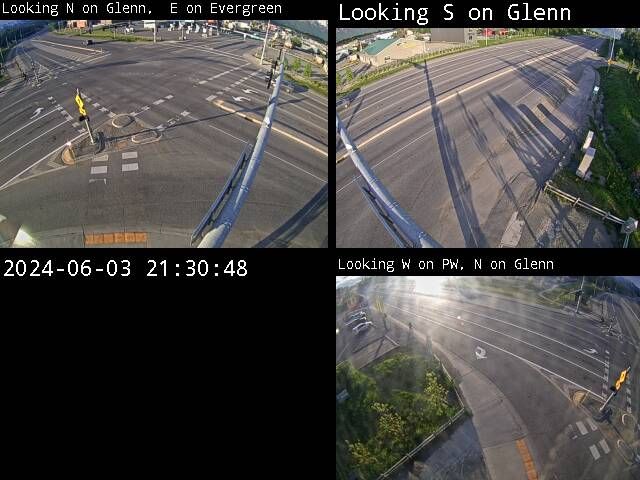 Looking N on Glenn,  E on Evergreen
Looking S on Glenn
2024-06-03 21:30:48
Looking W on PW, N on Glenn